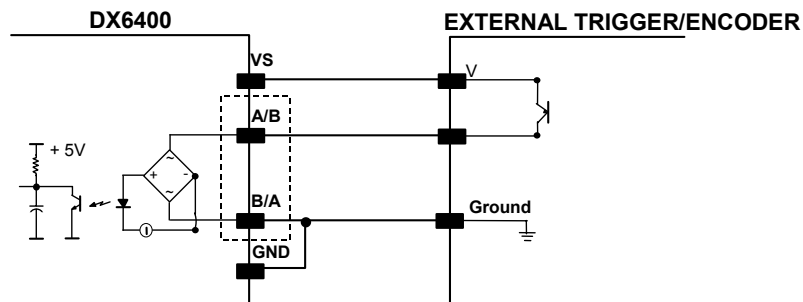 DX6400
EXTERNAL TRIGGER/ENCODER
VS
V
A/B
+ 5V
~
+
-
~
I
B/A
Ground
GND